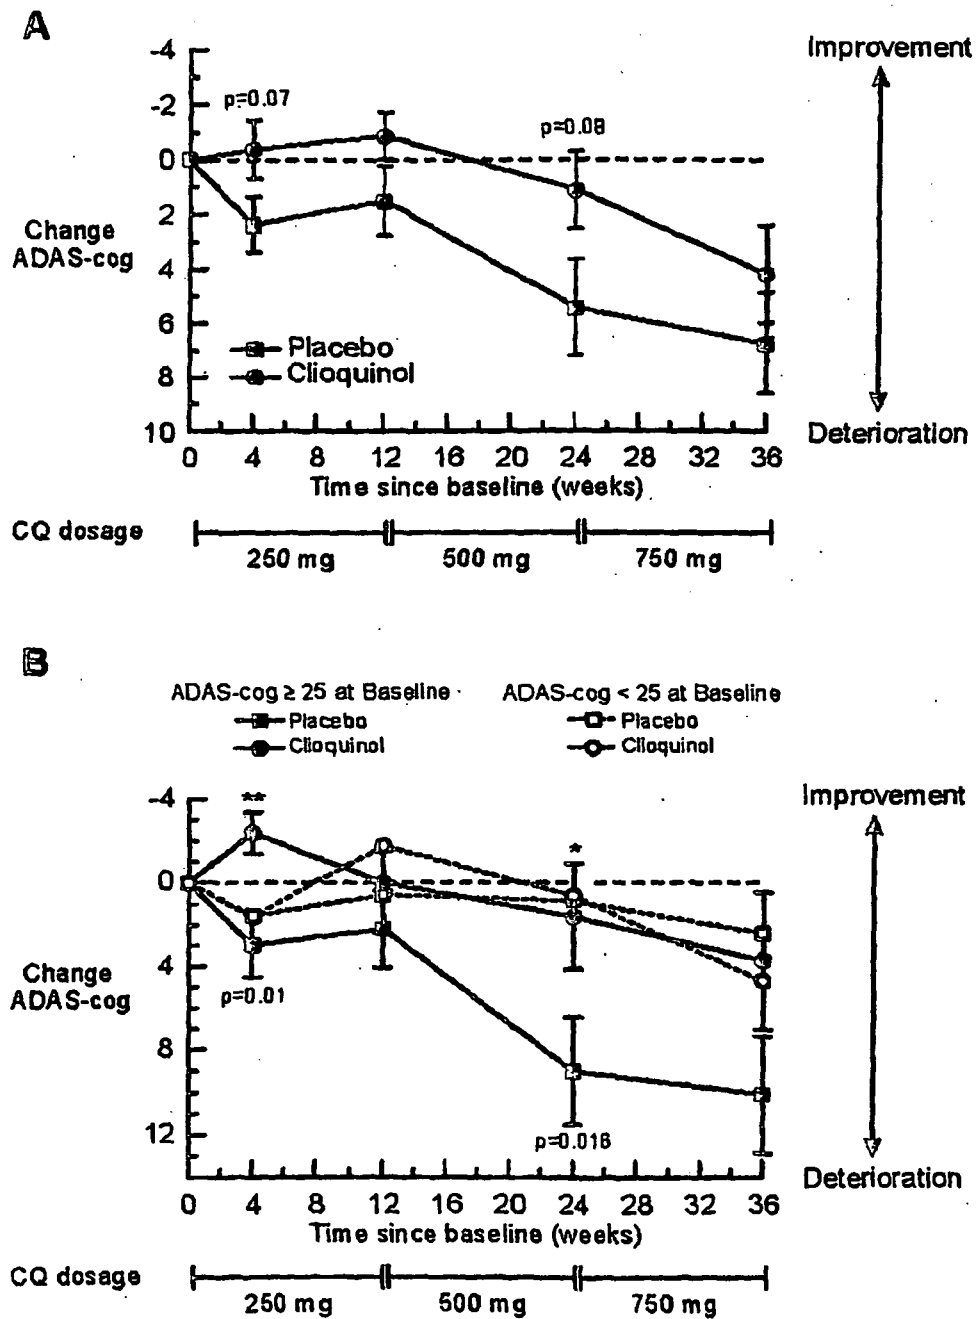 A
-4
-2
0
2
4
6
8
10
Change
ADAS-cog
p=0.07
p=0.08
Placebo
Clioquinol
Improvement
Deterioration
0 4 8 12 16 20 24 28 32 36
Time since baseline (weeks)
CQ dosage
250 mg 500 mg 750 mg
B
ADAS-cog ≥ 25 at Baseline ADAS-cog < 25 at Baseline
Placebo Placebo
Clioquinol Clioquinol
-4
0
4
8
12
Change
ADAS-cog
**
*
p=0.01
p=0.016
Improvement
Deterioration
0 4 8 12 16 20 24 28 32 36
Time since baseline (weeks)
CQ dosage
250 mg 500 mg 750 mg